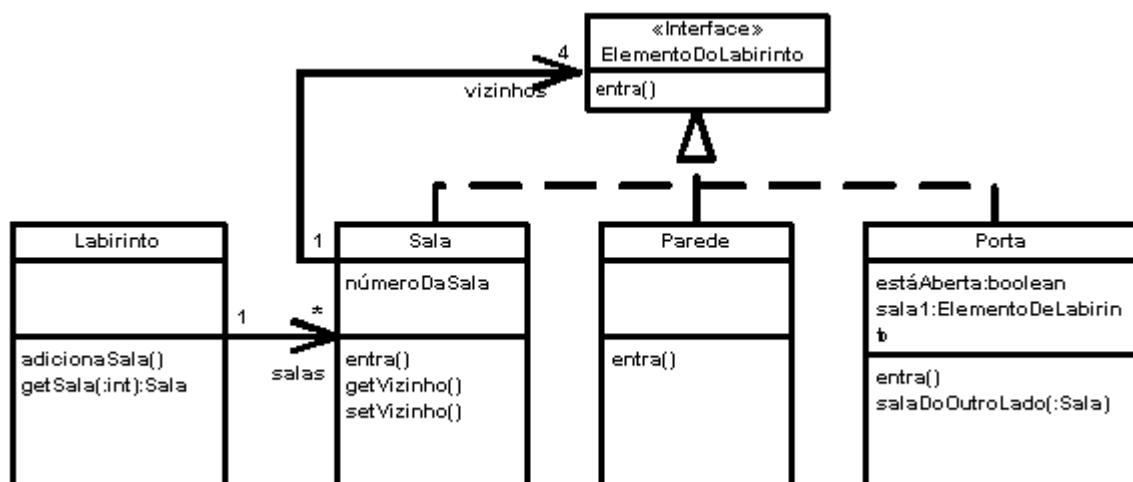 «Interface»
ElementoDoLabirinto
entra()
4
vizinhos
1
Labirinto
adicionaSala()
getSala(:int):Sala
1
*
salas
Sala
númeroDaSala
entra()
getVizinho()
setVizinho()
Parede
entra()
Porta
estáAberta:boolean
sala1:ElementoDeLabirin
to
entra()
salaDoOutroLado(:Sala)